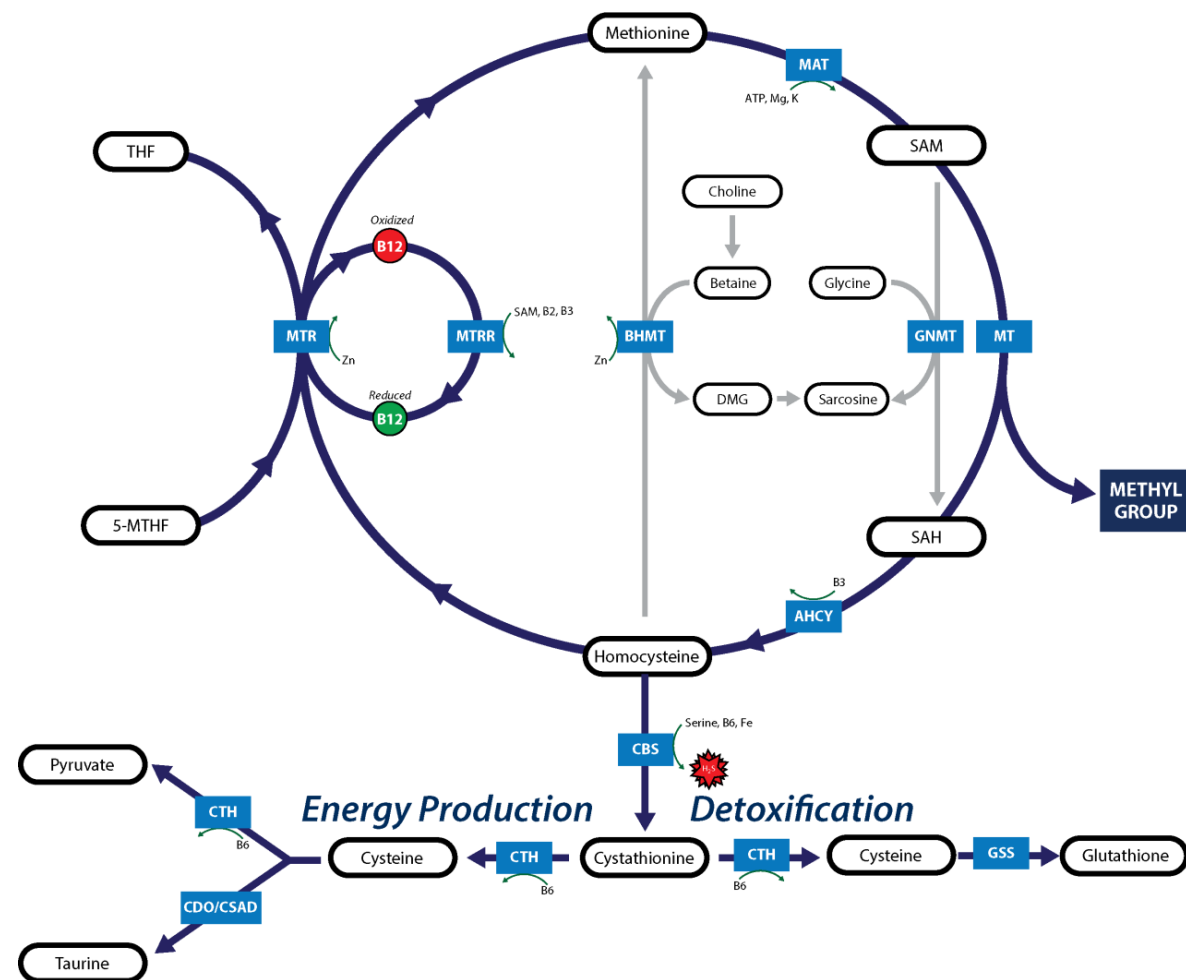 Methionine
MAT
ATP, Mg, K
THF
SAM
Choline
Oxidized
B12
Betaine
Glycine
SAM, B2, B3
MTR
Zn
MTRR
BHMT
Zn
GNMT
MT
Reduced
B12
DMG
Sarcosine
METHYL
GROUP
5-MTHF
SAH
B3
AHCY
Homocysteine
Serine, B6, Fe
CBS
H₂S
Pyruvate
Energy Production
Detoxification
CTH
B6
Cysteine
CTH
B6
Cystathionine
CTH
B6
Cysteine
GSS
Glutathione
CDO/CSAD
Taurine